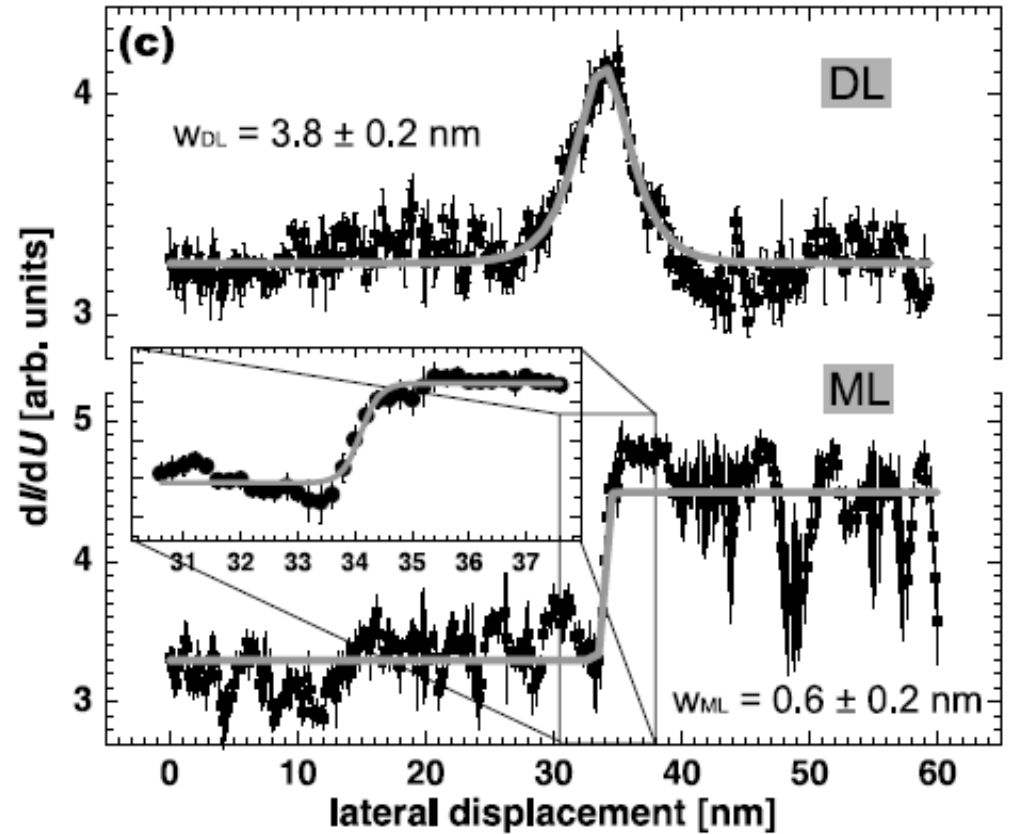 (c)
DL
w_DL = 3.8 ± 0.2 nm
4
3
dI/dU [arb. units]
ML
5
4
3
31 32 33 34 35 36 37
w_ML = 0.6 ± 0.2 nm
0 10 20 30 40 50 60
lateral displacement [nm]